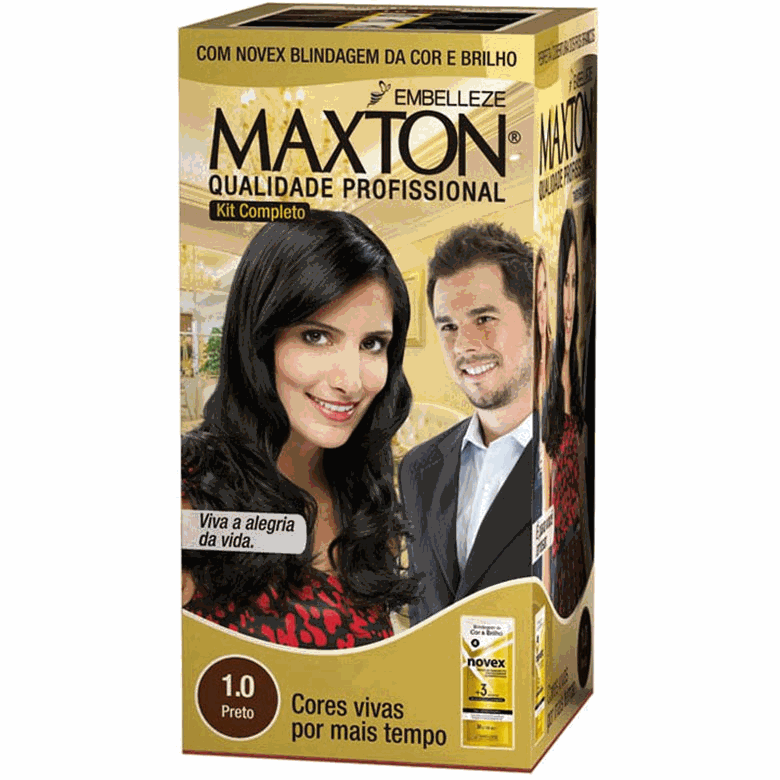 COM NOVEX BLINDAGEM DA COR E BRILHO
EMBELLEZE
MAXTON®
QUALIDADE PROFISSIONAL
Kit Completo
Viva a alegria
da vida.
1.0
Preto
Cores vivas
por mais tempo
Blindagem da
Cor & Brilho
novex
+3
MAXTON
QUALIDADE PROFISSIONAL